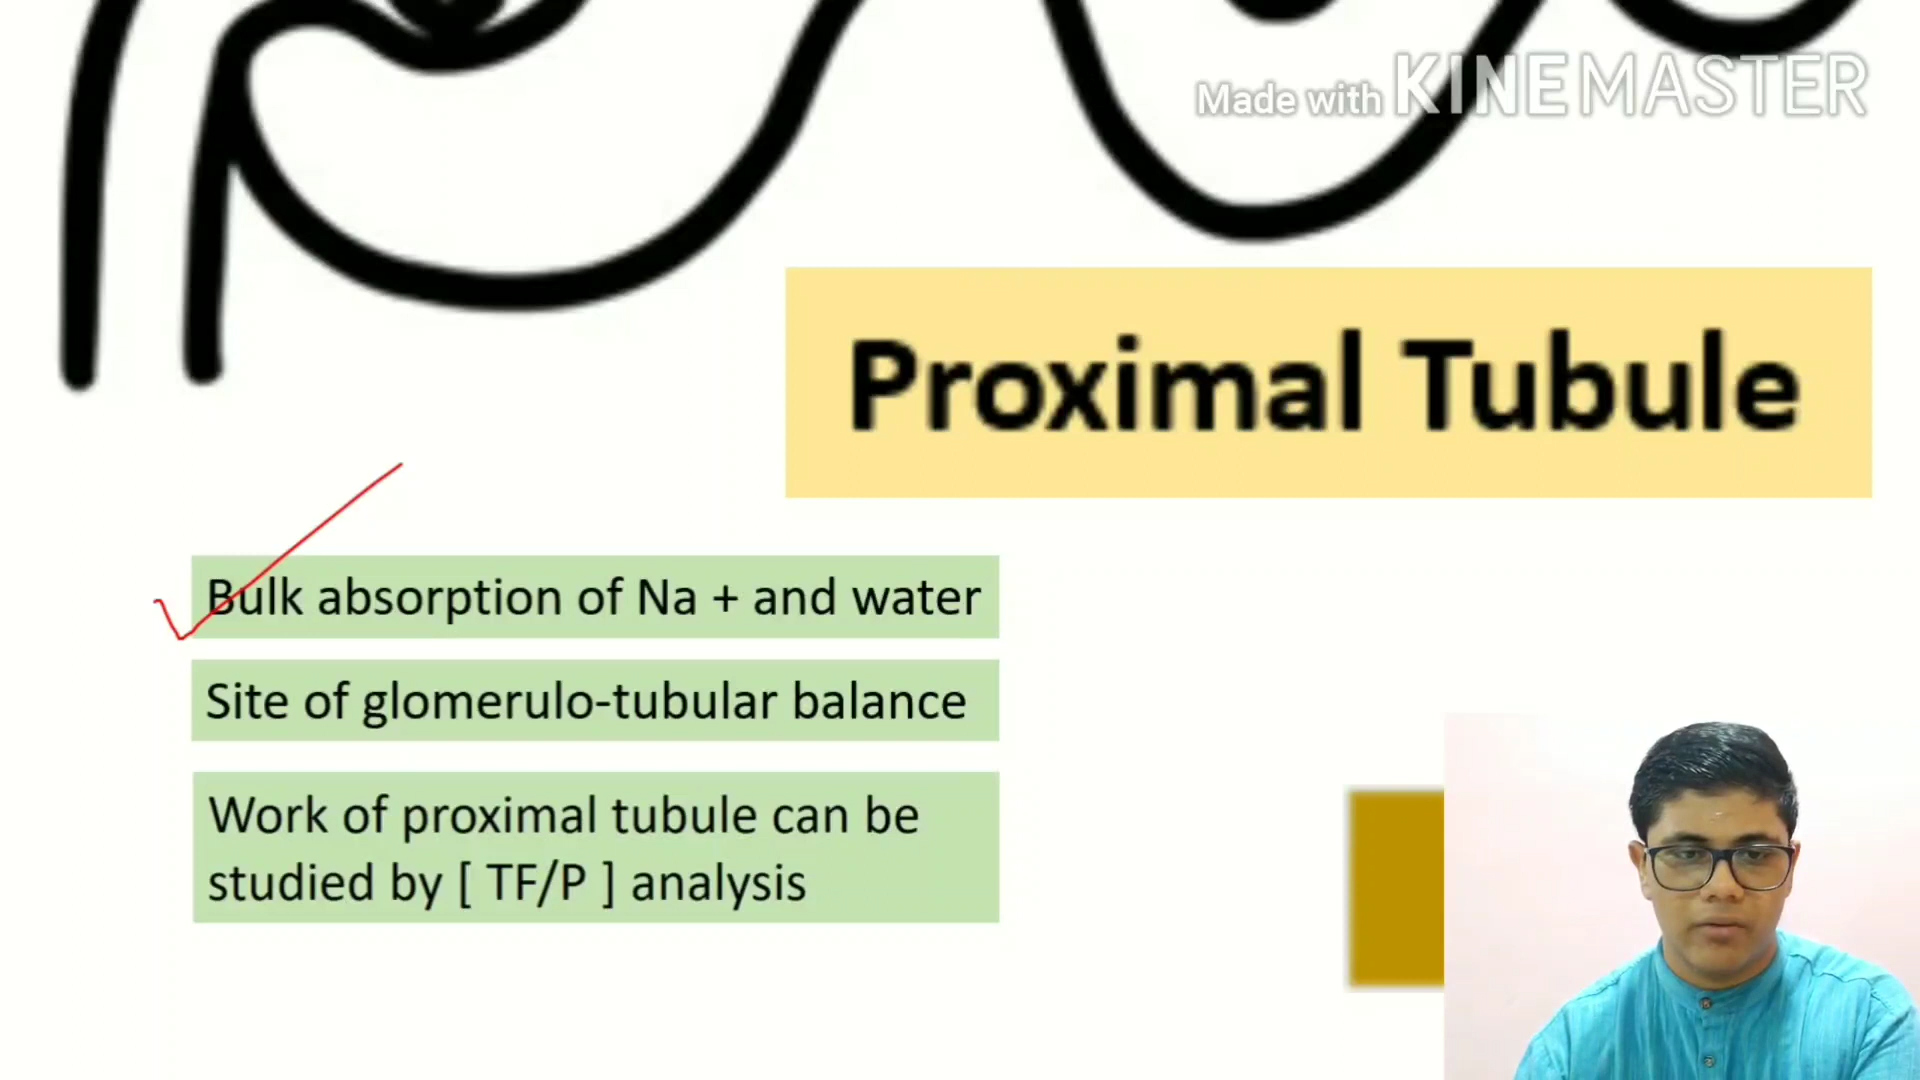 Made with KINEMASTER
Proximal Tubule
Bulk absorption of Na + and water
Site of glomerulo-tubular balance
Work of proximal tubule can be
studied by [ TF/P ] analysis